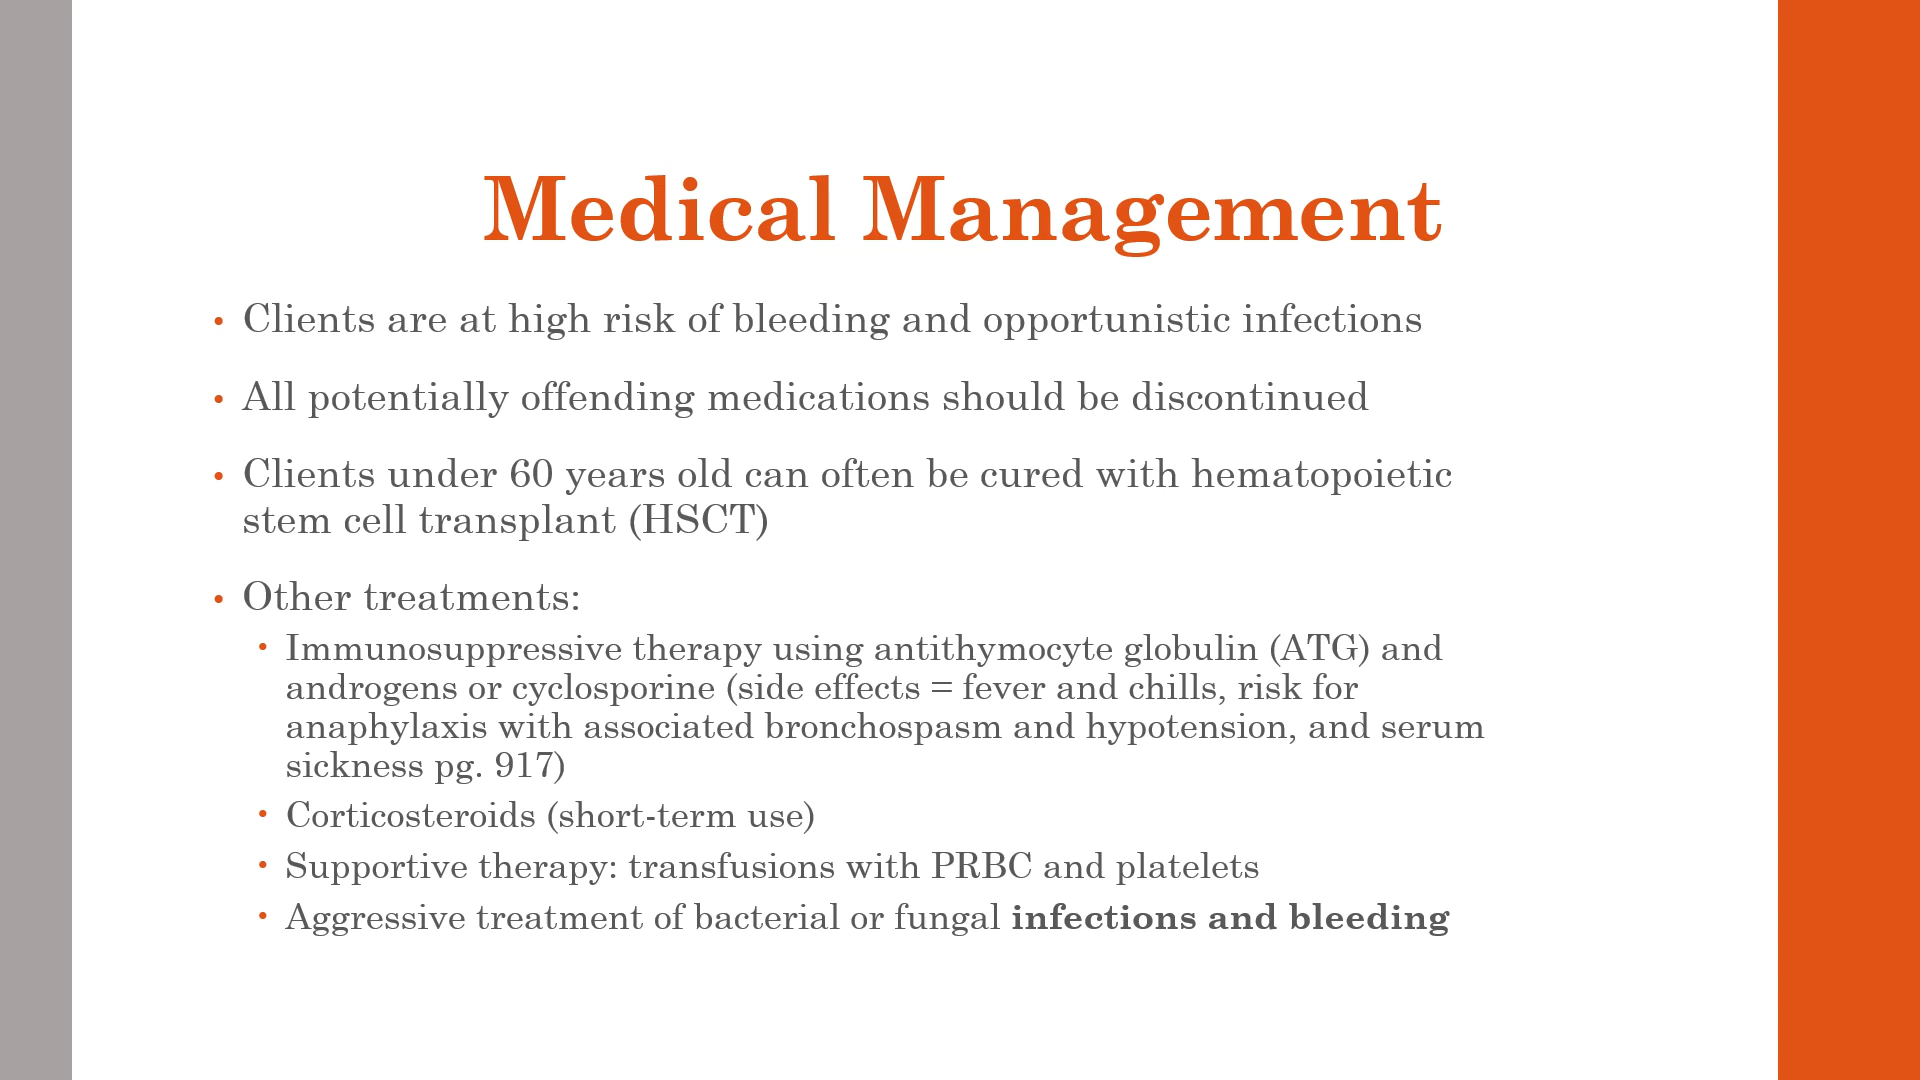 Medical Management
• Clients are at high risk of bleeding and opportunistic infections
• All potentially offending medications should be discontinued
• Clients under 60 years old can often be cured with hematopoietic
stem cell transplant (HSCT)
• Other treatments:
• Immunosuppressive therapy using antithymocyte globulin (ATG) and
androgens or cyclosporine (side effects = fever and chills, risk for
anaphylaxis with associated bronchospasm and hypotension, and serum
sickness pg. 917)
• Corticosteroids (short-term use)
• Supportive therapy: transfusions with PRBC and platelets
• Aggressive treatment of bacterial or fungal infections and bleeding